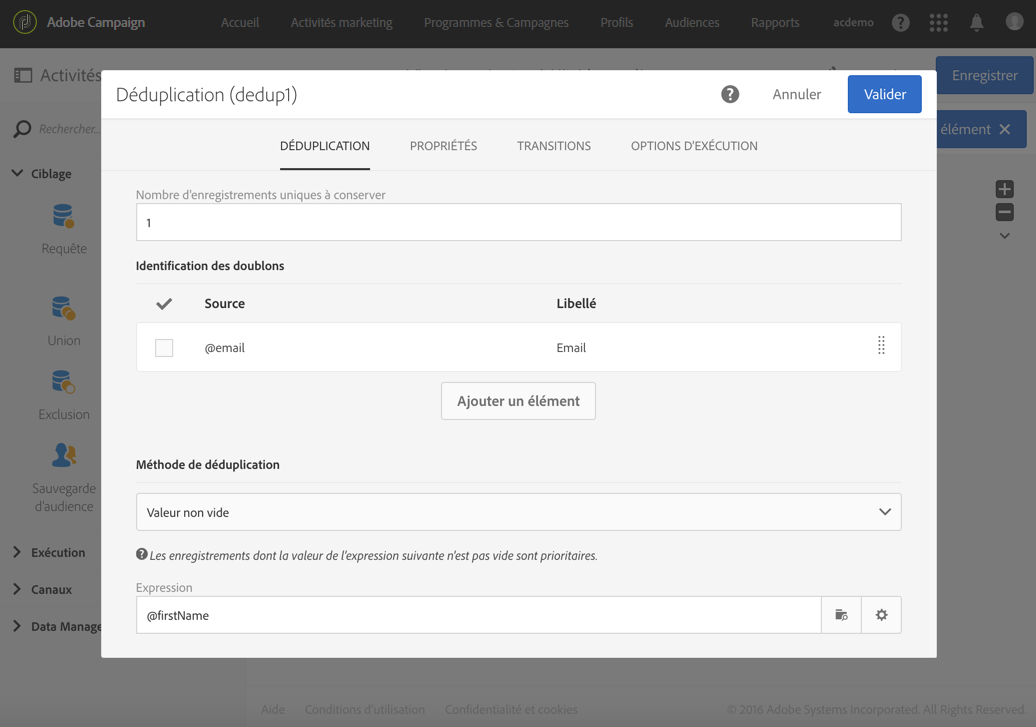 Adobe Campaign
Accueil
Activités marketing
Programmes & Campagnes
Profils
Audiences
Rapports
acdemo
Activités
Enregistrer
Déduplication (dedup1)
Annuler
Valider
Rechercher...
élément
DÉDUPLICATION
PROPRIÉTÉS
TRANSITIONS
OPTIONS D'EXÉCUTION
Ciblage
Requête
Union
Exclusion
Sauvegarde
d'audience
Exécution
Canaux
Data Manage
Nombre d'enregistrements uniques à conserver
1
Identification des doublons
Source
Libellé
@email
Email
Ajouter un élément
Méthode de déduplication
Valeur non vide
Les enregistrements dont la valeur de l'expression suivante n'est pas vide sont prioritaires.
Expression
@firstName
Aide
Conditions d'utilisation
Confidentialité et cookies
© 2016 Adobe Systems Incorporated. All Rights Reserved.